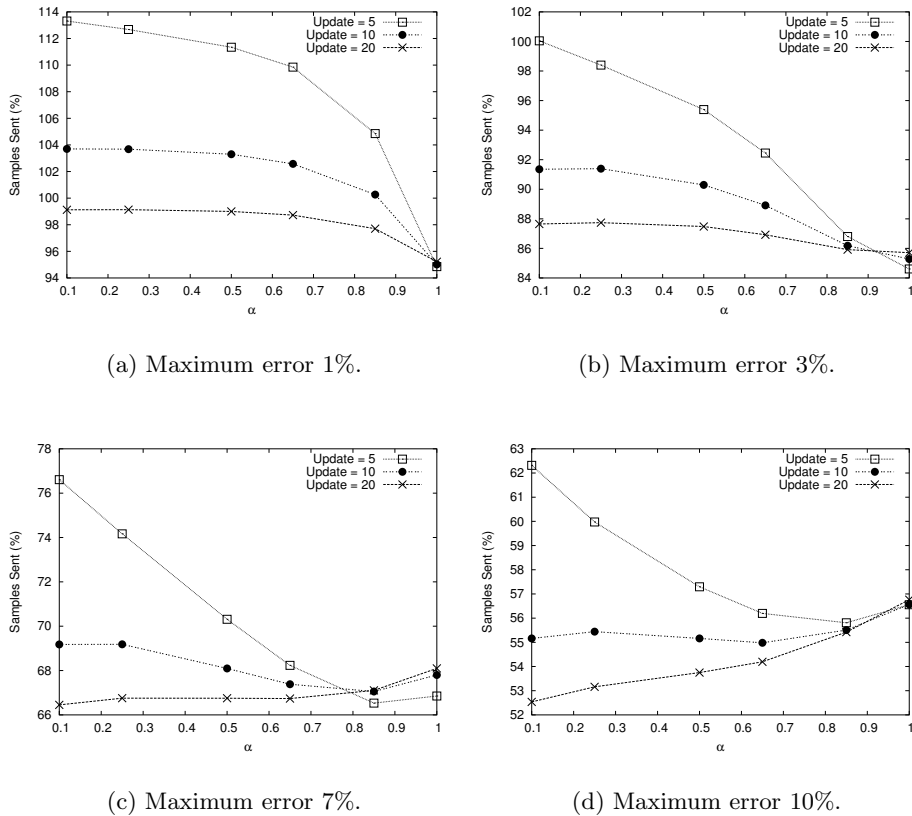 114
112
110
108
106
104
102
100
98
96
94
0.1 0.2 0.3 0.4 0.5 0.6 0.7 0.8 0.9 1
Samples Sent (%)
α
Update = 5
Update = 10
Update = 20
(a) Maximum error 1%.
102
100
98
96
94
92
90
88
86
84
0.1 0.2 0.3 0.4 0.5 0.6 0.7 0.8 0.9 1
Samples Sent (%)
α
Update = 5
Update = 10
Update = 20
(b) Maximum error 3%.
78
76
74
72
70
68
66
0.1 0.2 0.3 0.4 0.5 0.6 0.7 0.8 0.9 1
Samples Sent (%)
α
Update = 5
Update = 10
Update = 20
(c) Maximum error 7%.
63
62
61
60
59
58
57
56
55
54
53
52
0.1 0.2 0.3 0.4 0.5 0.6 0.7 0.8 0.9 1
Samples Sent (%)
α
Update = 5
Update = 10
Update = 20
(d) Maximum error 10%.